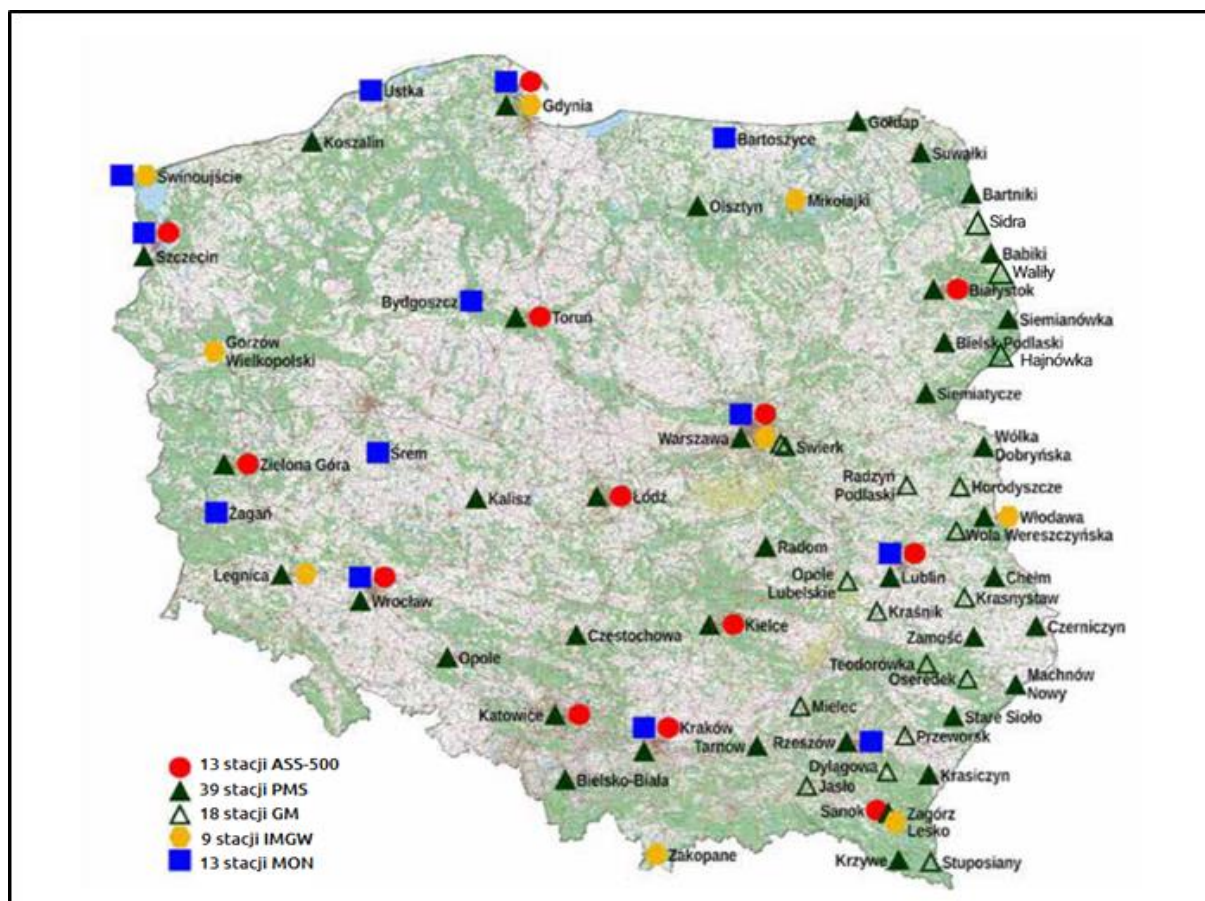 Ustka
Gdynia
Koszalin
Bartoszyce
Gołdap
Suwałki
Świnoujście
Olsztyn
Mikołajki
Bartniki
Sidra
Szczecin
Babiki
Waliły
Białystok
Bydgoszcz
Toruń
Siemianówka
Gorzów
Wielkopolski
Bielsk Podlaski
Hajnówka
Siemiatycze
Warszawa
Świerk
Wólka
Dobryńska
Zielona Góra
Śrem
Radzyń
Podlaski
Horodyszcze
Kalisz
Łódź
Żagań
Włodawa
Wola Wereszczyńska
Radom
Legnica
Wrocław
Opole
Lubelskie
Lublin
Chełm
Krasnystaw
Kraśnik
Częstochowa
Kielce
Zamość
Czerniczyn
Opole
Teodorówka
Oseredek
Machnów
Nowy
Katowice
Kraków
Mielec
Stare Sioło
Tarnow
Rzeszów
Przeworsk
Bielsko-Biała
Dylągowa
Jasło
Krasiczyn
Sanok
Zagórz
Lesko
Zakopane
Krzywe
Stuposiany
13 stacji ASS-500
39 stacji PMS
18 stacji GM
9 stacji IMGW
13 stacji MON